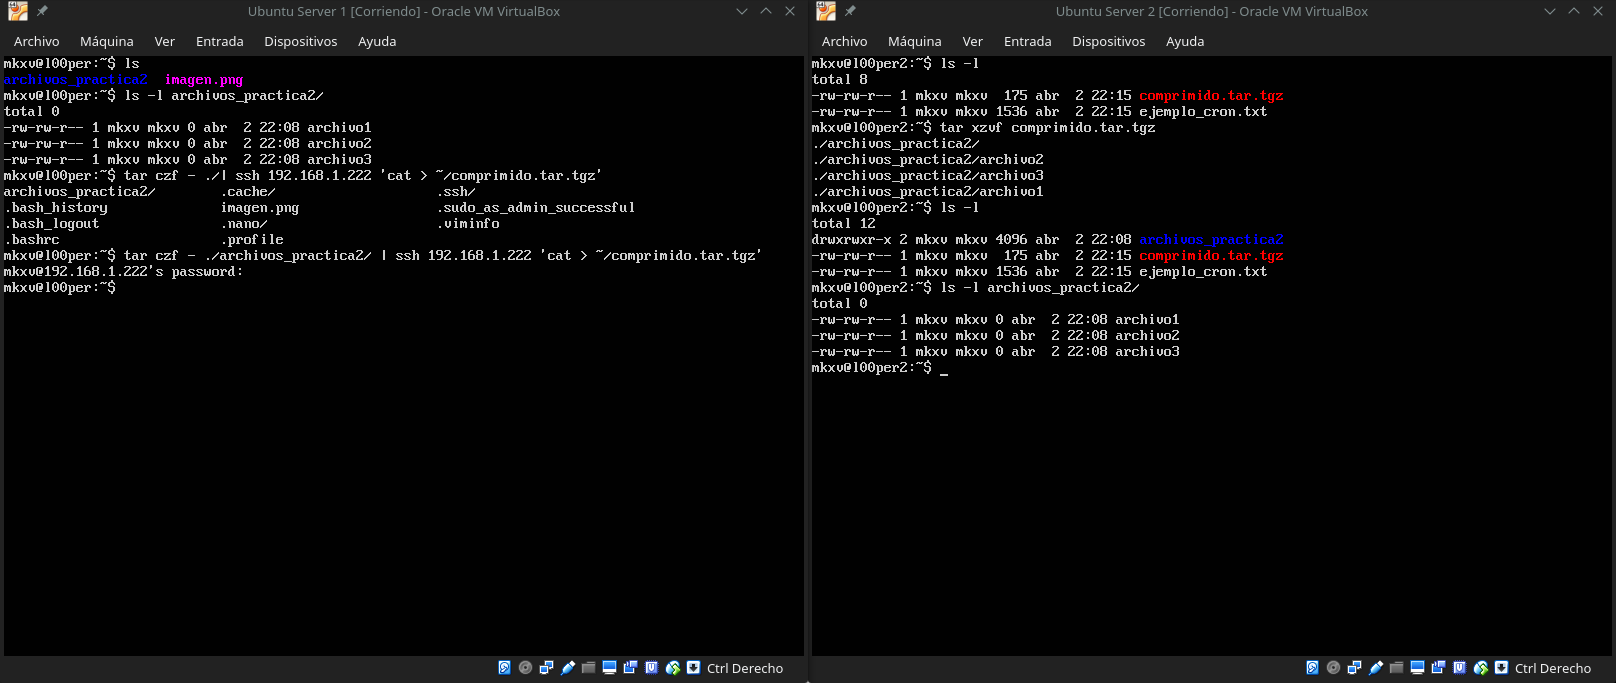 Ubuntu Server 1 [Corriendo] - Oracle VM VirtualBox
Archivo Máquina Ver Entrada Dispositivos Ayuda
mkxv@l00per:~$ ls
archivos_practica2 imagen.png
mkxv@l00per:~$ ls -l archivos_practica2/
total 0
-rw-rw-r-- 1 mkxv mkxv 0 abr  2 22:08 archivo1
-rw-rw-r-- 1 mkxv mkxv 0 abr  2 22:08 archivo2
-rw-rw-r-- 1 mkxv mkxv 0 abr  2 22:08 archivo3
mkxv@l00per:~$ tar czf - ./| ssh 192.168.1.222 'cat > ~/comprimido.tar.tgz'
archivos_practica2/ .cache/ .ssh/
.bash_history imagen.png .sudo_as_admin_successful
.bash_logout .nano/ .viminfo
.bashrc .profile
mkxv@l00per:~$ tar czf - ./archivos_practica2/ | ssh 192.168.1.222 'cat > ~/comprimido.tar.tgz'
mkxv@192.168.1.222's password:
mkxv@l00per:~$
Ctrl Derecho
Ubuntu Server 2 [Corriendo] - Oracle VM VirtualBox
Archivo Máquina Ver Entrada Dispositivos Ayuda
mkxv@l00per2:~$ ls -l
total 8
-rw-rw-r-- 1 mkxv mkxv  175 abr  2 22:15 comprimido.tar.tgz
-rw-rw-r-- 1 mkxv mkxv 1536 abr  2 22:15 ejemplo_cron.txt
mkxv@l00per2:~$ tar xzvf comprimido.tar.tgz
./archivos_practica2/
./archivos_practica2/archivo2
./archivos_practica2/archivo3
./archivos_practica2/archivo1
mkxv@l00per2:~$ ls -l
total 12
drwxrwxr-x 2 mkxv mkxv 4096 abr  2 22:08 archivos_practica2
-rw-rw-r-- 1 mkxv mkxv  175 abr  2 22:15 comprimido.tar.tgz
-rw-rw-r-- 1 mkxv mkxv 1536 abr  2 22:15 ejemplo_cron.txt
mkxv@l00per2:~$ ls -l archivos_practica2/
total 0
-rw-rw-r-- 1 mkxv mkxv 0 abr  2 22:08 archivo1
-rw-rw-r-- 1 mkxv mkxv 0 abr  2 22:08 archivo2
-rw-rw-r-- 1 mkxv mkxv 0 abr  2 22:08 archivo3
mkxv@l00per2:~$ _
Ctrl Derecho